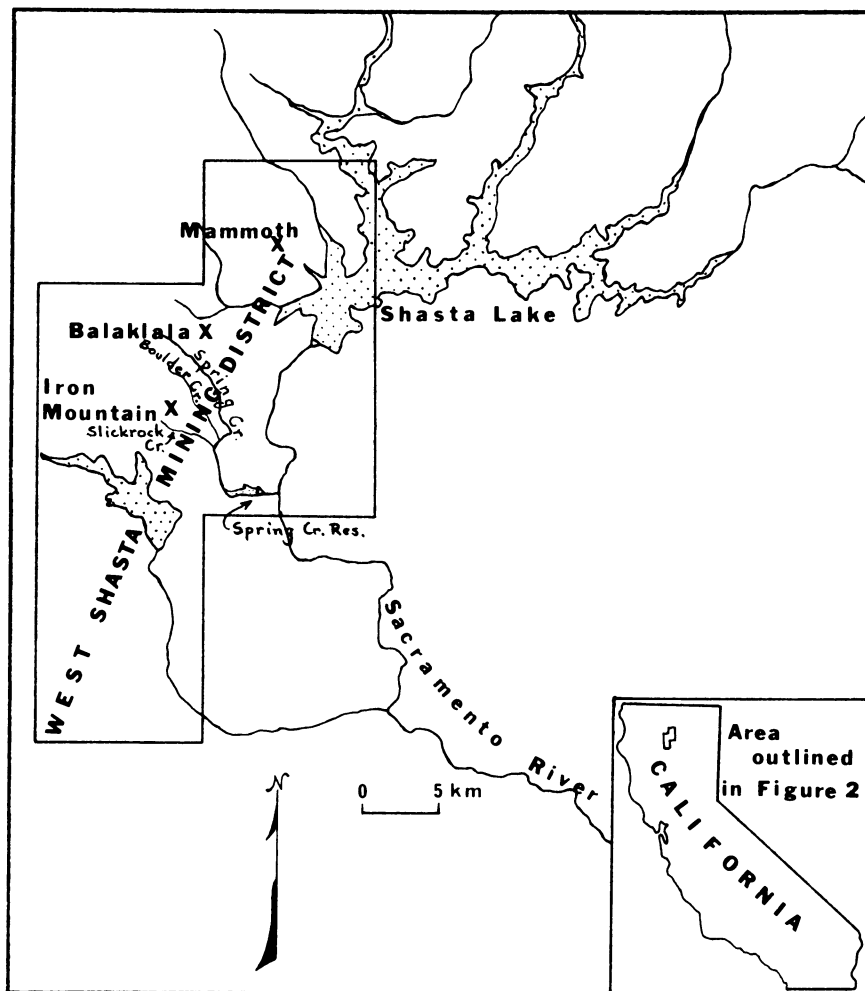 Mammoth
X
Shasta Lake
Balaklala X
Spring Cr.
Boulder Cr.
Iron
Mountain X
Slickrock
Cr.
WEST SHASTA MINING DISTRICT
Spring Cr. Res.
Sacramento River
N
0 5 km
Area
outlined
in Figure 2
CALIFORNIA